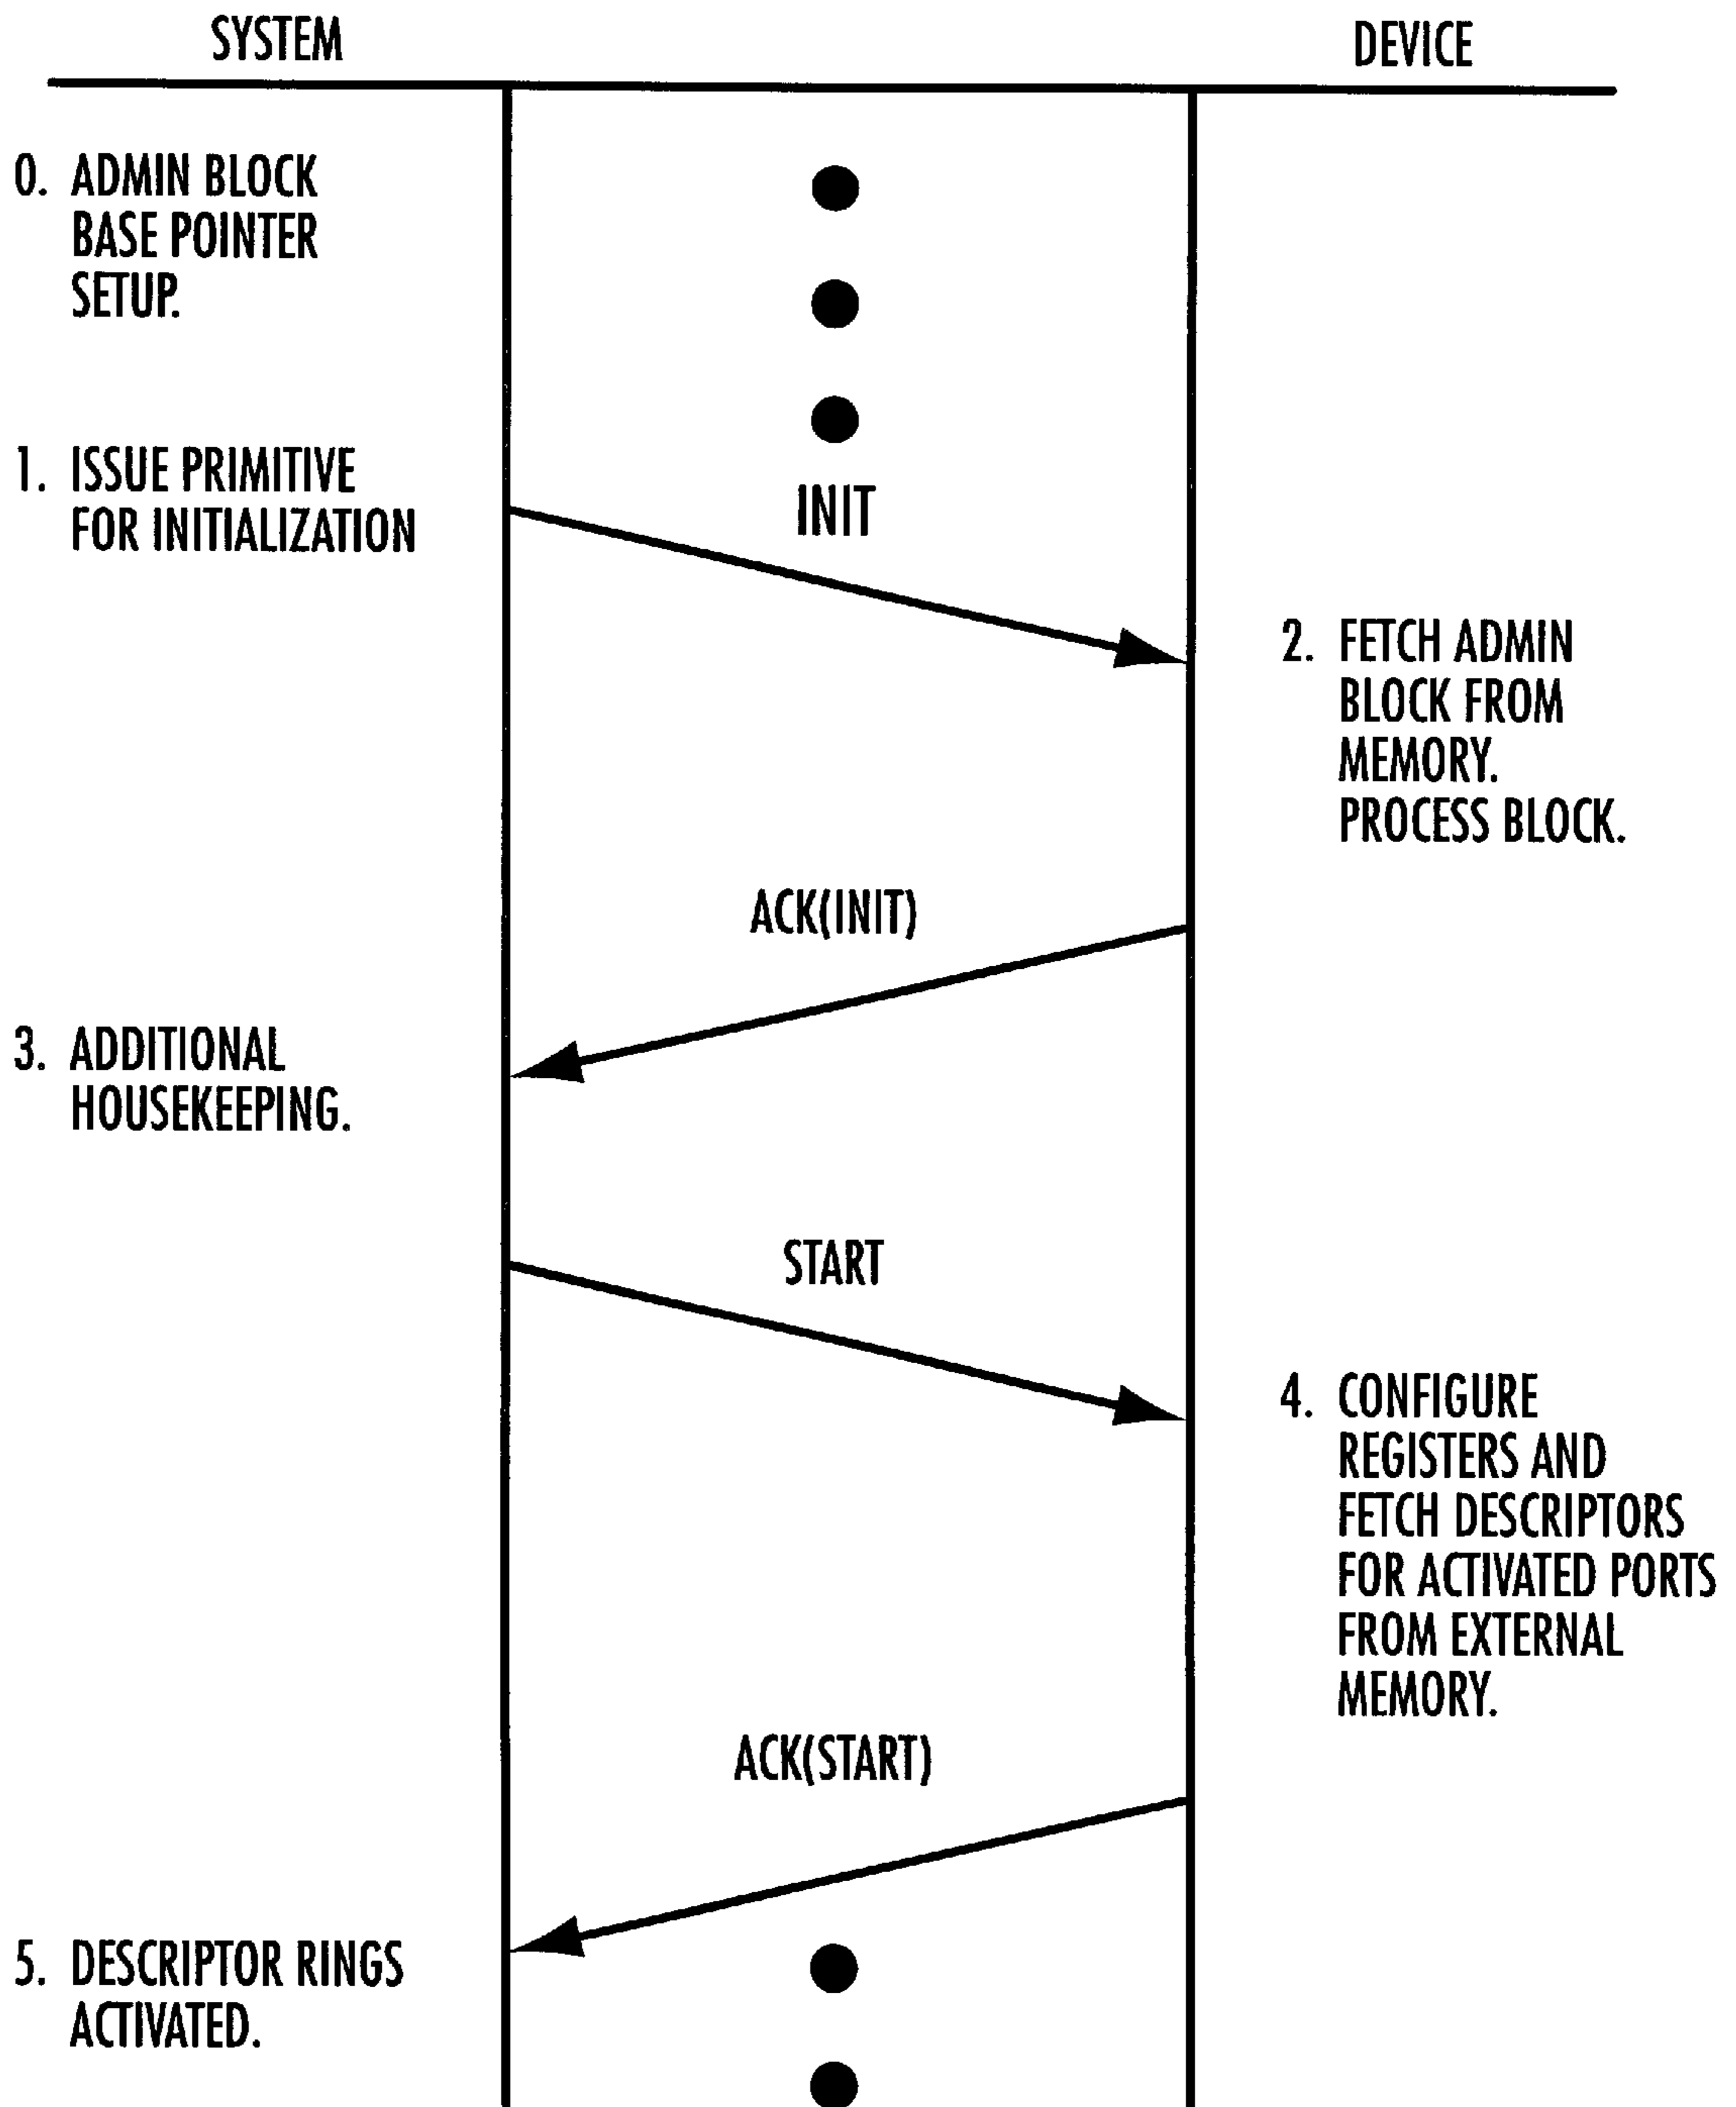 SYSTEM
DEVICE
0. ADMIN BLOCK
BASE POINTER
SETUP.
1. ISSUE PRIMITIVE
FOR INITIALIZATION
INIT
2. FETCH ADMIN
BLOCK FROM
MEMORY.
PROCESS BLOCK.
ACK(INIT)
3. ADDITIONAL
HOUSEKEEPING.
START
4. CONFIGURE
REGISTERS AND
FETCH DESCRIPTORS
FOR ACTIVATED PORTS
FROM EXTERNAL
MEMORY.
ACK(START)
5. DESCRIPTOR RINGS
ACTIVATED.